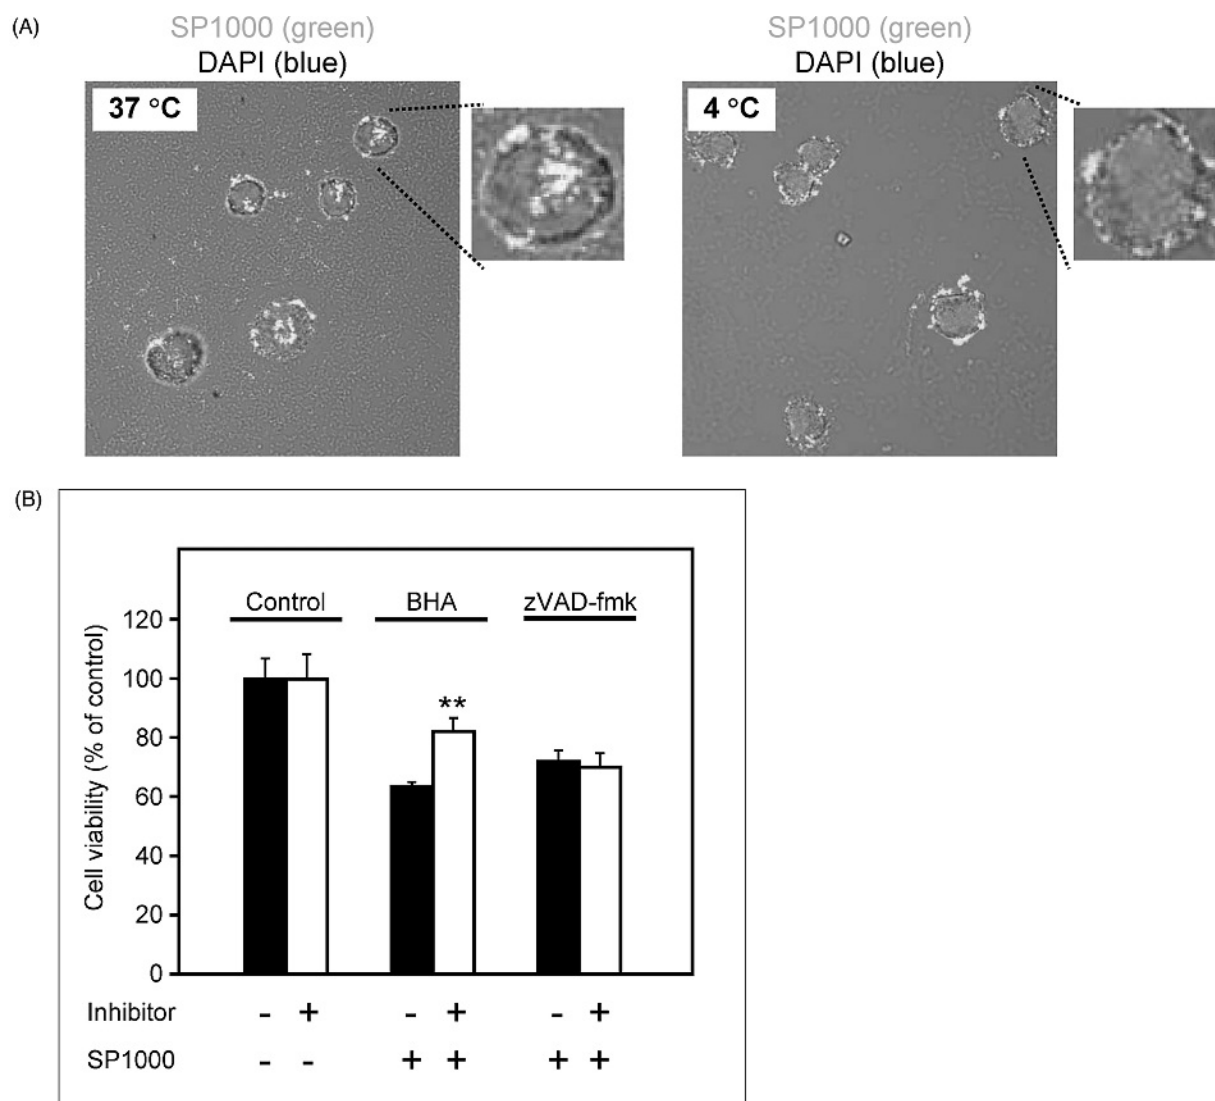 (A)
SP1000 (green)
DAPI (blue)
37 °C
SP1000 (green)
DAPI (blue)
4 °C
(B)
Cell viability (% of control)
120
100
80
60
40
20
0
Control
BHA
zVAD-fmk
**
Inhibitor - + - + - +
SP1000 - - + + + +